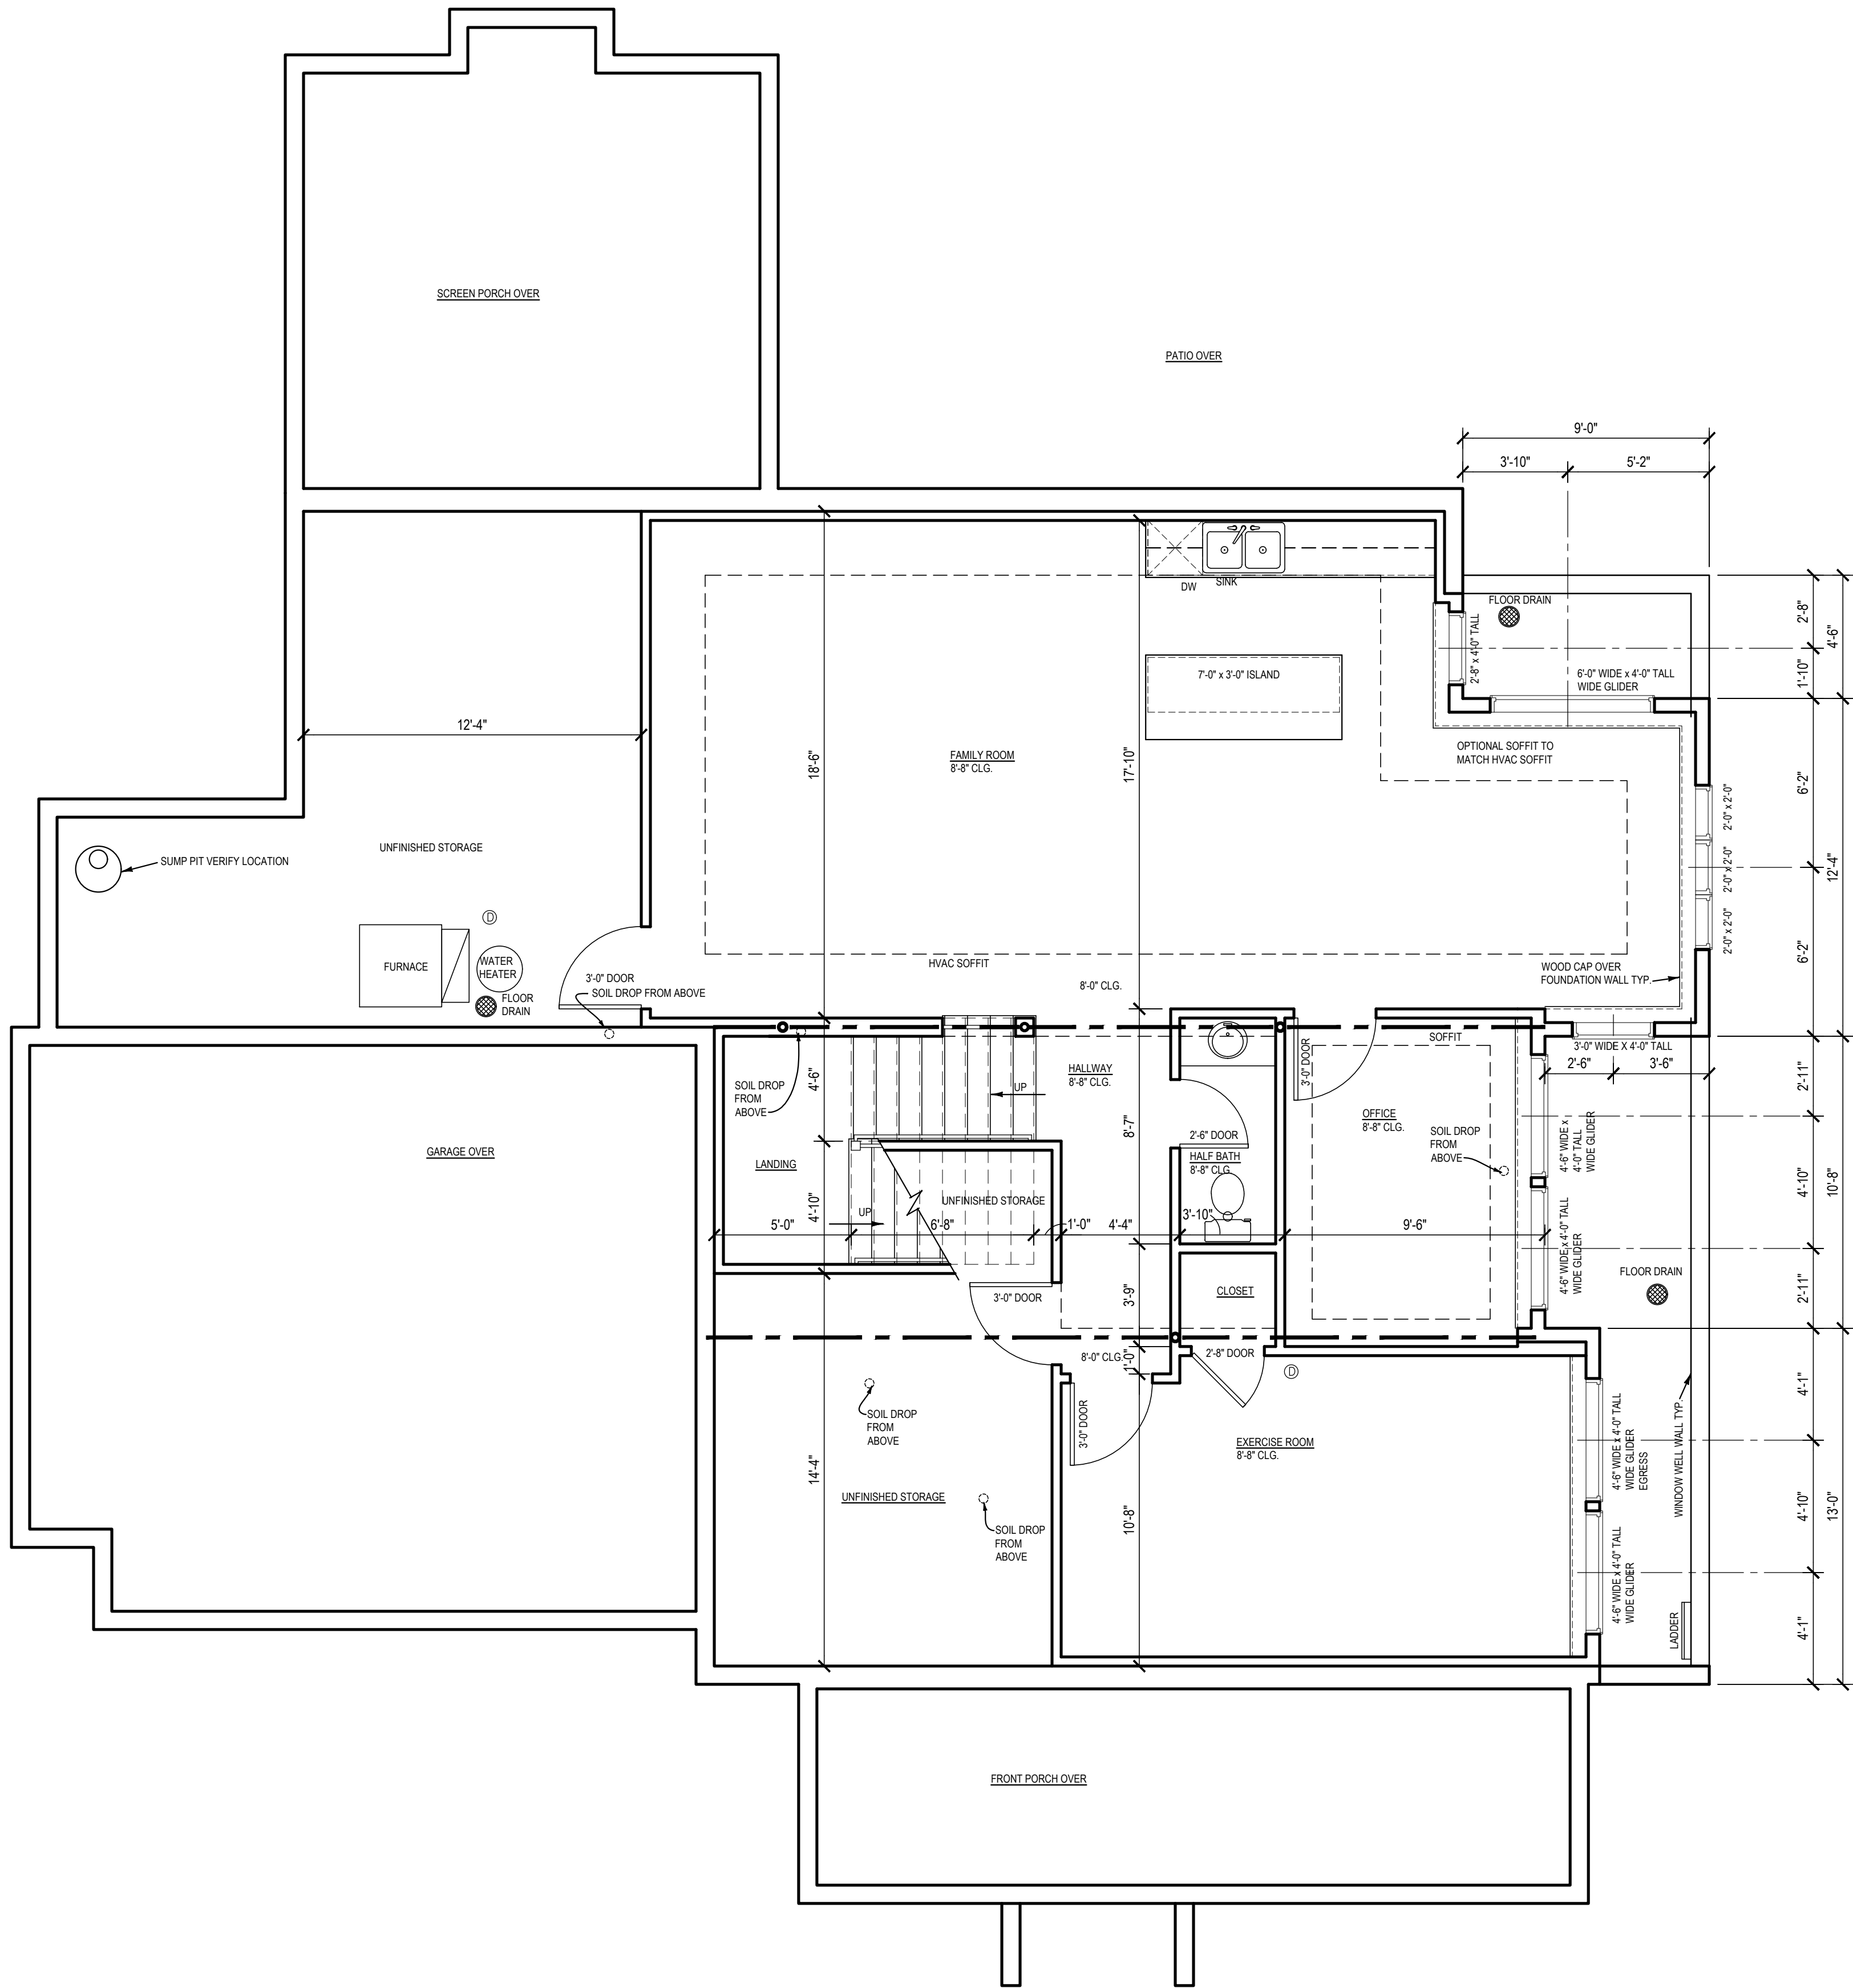 SCREEN PORCH OVER
PATIO OVER
9'-0"
3'-10"
5'-2"
FLOOR DRAIN
2'-8" x 4'-0" TALL
6'-0" WIDE x 4'-0" TALL
WIDE GLIDER
2'-8"
1'-10"
4'-6"
DW
SINK
7'-0" x 3'-0" ISLAND
12'-4"
18'-6"
FAMILY ROOM
8'-8" CLG.
17'-10"
OPTIONAL SOFFIT TO
MATCH HVAC SOFFIT
2'-0" x 2'-0"
2'-0" x 2'-0"
2'-0" x 2'-0"
6'-2"
6'-2"
12'-4"
UNFINISHED STORAGE
SUMP PIT VERIFY LOCATION
D
FURNACE
WATER
HEATER
FLOOR
DRAIN
3'-0" DOOR
SOIL DROP FROM ABOVE
HVAC SOFFIT
8'-0" CLG.
WOOD CAP OVER
FOUNDATION WALL TYP.
SOFFIT
3'-0" WIDE X 4'-0" TALL
2'-6"
3'-6"
SOIL DROP
FROM
ABOVE
4'-6"
UP
HALLWAY
8'-8" CLG.
8'-7"
3'-0" DOOR
2'-6" DOOR
HALF BATH
8'-8" CLG.
OFFICE
8'-8" CLG.
SOIL DROP
FROM
ABOVE
4'-6" WIDE x
4'-0" TALL
WIDE GLIDER
4'-6" WIDE x 4'-0" TALL
WIDE GLIDER
2'-11"
4'-10"
2'-11"
10'-8"
GARAGE OVER
LANDING
4'-10"
UP
UNFINISHED STORAGE
5'-0"
6'-8"
1'-0"
4'-4"
3'-10"
9'-6"
FLOOR DRAIN
3'-0" DOOR
3'-9"
CLOSET
8'-0" CLG.
1'-0"
2'-8" DOOR
D
SOIL DROP
FROM
ABOVE
3'-0" DOOR
EXERCISE ROOM
8'-8" CLG.
14'-4"
UNFINISHED STORAGE
10'-8"
SOIL DROP
FROM
ABOVE
4'-6" WIDE x 4'-0" TALL
WIDE GLIDER
EGRESS
4'-6" WIDE x 4'-0" TALL
WIDE GLIDER
WINDOW WELL WALL TYP.
LADDER
4'-1"
4'-10"
4'-1"
13'-0"
FRONT PORCH OVER